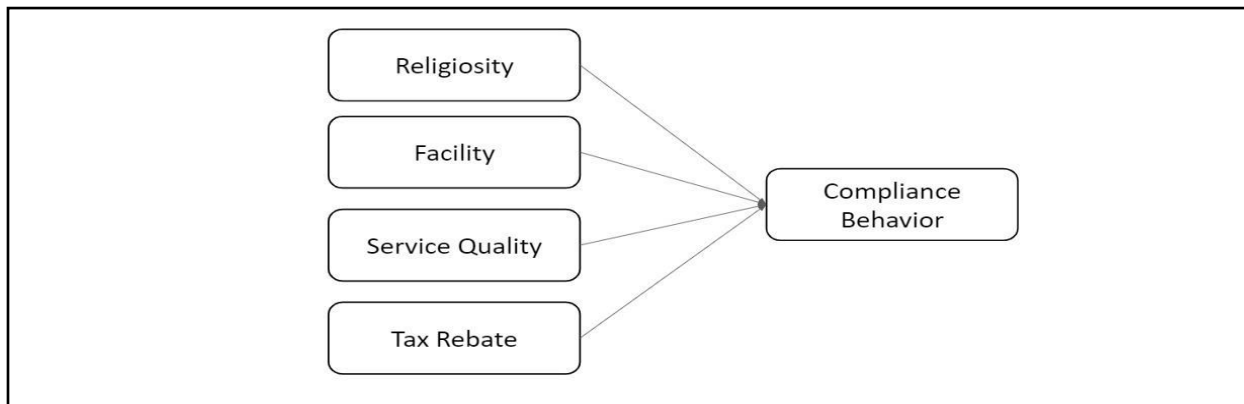 Religiosity
Facility
Service Quality
Tax Rebate
Compliance
Behavior